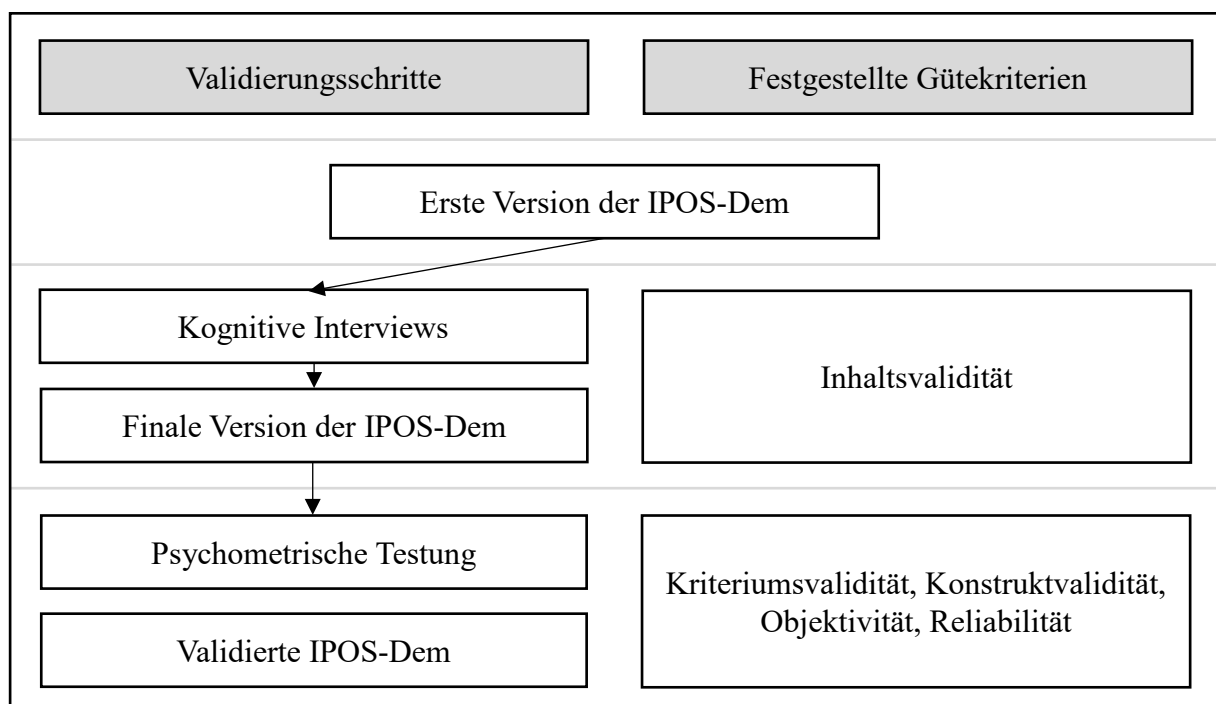 Validierungsschritte
Festgestellte Gütekriterien
Erste Version der IPOS-Dem
Kognitive Interviews
Inhaltsvalidität
Finale Version der IPOS-Dem
Psychometrische Testung
Kriteriumsvalidität, Konstruktvalidität,
Objektivität, Reliabilität
Validierte IPOS-Dem